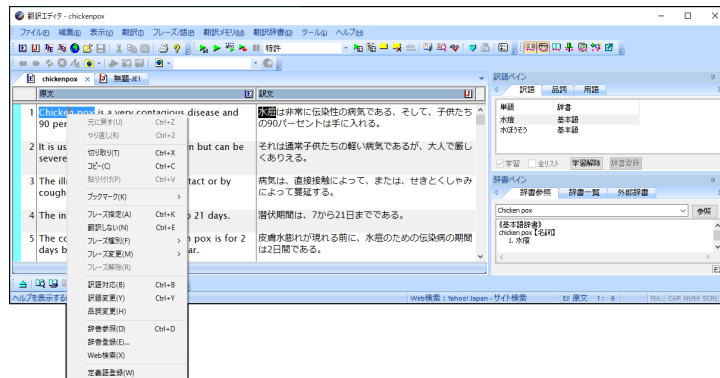 翻訳エディタ - chickenpox
ファイル(F) 編集(E) 表示(V) 翻訳(T) フレーズ/語(P) 翻訳メモリ(M) 翻訳辞書(D) ツール(L) ヘルプ(H)
特許
chickenpox × 無題-JE1
原文 E 訳文 J
1 Chicken pox is a very contagious disease and
90 per
水痘は非常に伝染性の病気である、そして、子供たち
の90パーセントは手に入れる。
2 It is us
n but can be
severe
それは通常子供たちの軽い病気であるが、大人で厳し
くありえる。
3 The ill
tact or by
cough
病気は、直接接触によって、または、せきとくしゃみ
によって蔓延する。
4 The in
o 21 days.
潜伏期間は、7から21日までである。
5 The co
n pox is for 2
days b
ar.
皮膚水膨れが現れる前に、水痘のための伝染病の期間
は2日間である。
元に戻す(U) Ctrl+Z
やり直し(R) Ctrl+2
切り取り(T) Ctrl+X
コピー(C) Ctrl+C
貼り付け(P) Ctrl+V
ブックマーク(K) >
フレーズ指定(A) Ctrl+K
翻訳しない(N) Ctrl+E
フレーズ種別(F) >
フレーズ変更(M) >
フレーズ解除(R)
訳語対応(B) Ctrl+B
訳語変更(Y) Ctrl+Y
品詞変更(H)
辞書参照(D) Ctrl+D
辞書登録(E)...
Web検索(X)
定義語登録(W)
訳語ペイン
訳語 品詞 用語
単語 辞書
水痘 基本語
水ぼうそう 基本語
学習 全リスト 学習解除 辞書登録
辞書ペイン
辞書参照 辞書一覧 外部辞書
Chicken pox 参照
《基本語辞書》
chicken pox【名詞】
1. 水痘
ヘルプを表示する
Web検索：Yahoo! Japan - サイト検索 EJ 原文 1: 6 TM... CAP NUM SCRL